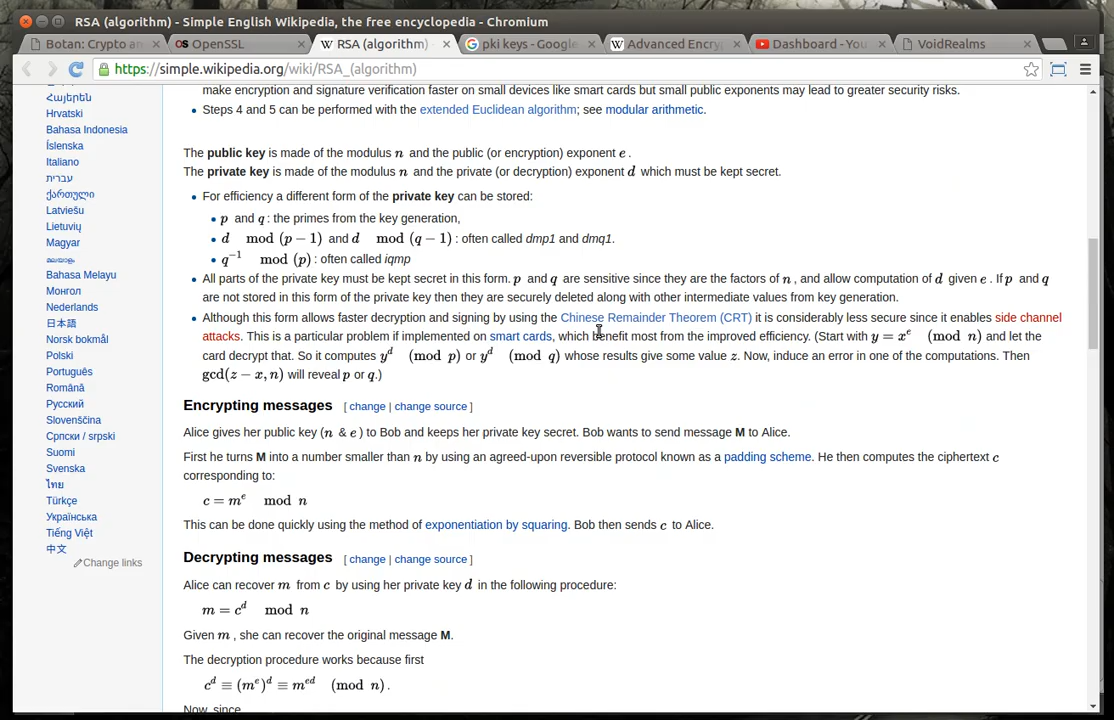 RSA (algorithm) - Simple English Wikipedia, the free encyclopedia - Chromium
Botan: Crypto an
OpenSSL
W RSA (algorithm) -
pki keys - Google
W Advanced Encry
Dashboard - You
VoidRealms
https://simple.wikipedia.org/wiki/RSA_(algorithm)
Հայերեն
हिन्दी
Hrvatski
Bahasa Indonesia
Íslenska
Italiano
עברית
ქართული
Latviešu
Lietuvių
Magyar
മലയാളം
Bahasa Melayu
Монгол
Nederlands
日本語
Norsk bokmål
Polski
Português
Română
Русский
Slovenščina
Српски / srpski
Suomi
Svenska
ไทย
Türkçe
Українська
Tiếng Việt
中文
Change links
make encryption and signature verification faster on small devices like smart cards but small public exponents may lead to greater security risks.
• Steps 4 and 5 can be performed with the extended Euclidean algorithm; see modular arithmetic.
The public key is made of the modulus n and the public (or encryption) exponent e .
The private key is made of the modulus n and the private (or decryption) exponent d which must be kept secret.
• For efficiency a different form of the private key can be stored:
• p and q : the primes from the key generation,
• d mod (p − 1) and d mod (q − 1) : often called dmp1 and dmq1.
• q⁻¹ mod (p) : often called iqmp
• All parts of the private key must be kept secret in this form. p and q are sensitive since they are the factors of n , and allow computation of d given e . If p and q
are not stored in this form of the private key then they are securely deleted along with other intermediate values from key generation.
• Although this form allows faster decryption and signing by using the Chinese Remainder Theorem (CRT) it is considerably less secure since it enables side channel
attacks. This is a particular problem if implemented on smart cards, which benefit most from the improved efficiency. (Start with y = xᵉ (mod n) and let the
card decrypt that. So it computes yᵈ (mod p) or yᵈ (mod q) whose results give some value z. Now, induce an error in one of the computations. Then
gcd(z − x, n) will reveal p or q.)
Encrypting messages [ change | change source ]
Alice gives her public key (n & e ) to Bob and keeps her private key secret. Bob wants to send message M to Alice.
First he turns M into a number smaller than n by using an agreed-upon reversible protocol known as a padding scheme. He then computes the ciphertext c
corresponding to:
c = mᵉ mod n
This can be done quickly using the method of exponentiation by squaring. Bob then sends c to Alice.
Decrypting messages [ change | change source ]
Alice can recover m from c by using her private key d in the following procedure:
m = cᵈ mod n
Given m , she can recover the original message M.
The decryption procedure works because first
cᵈ ≡ (mᵉ)ᵈ ≡ mᵉᵈ (mod n) .
Now, since